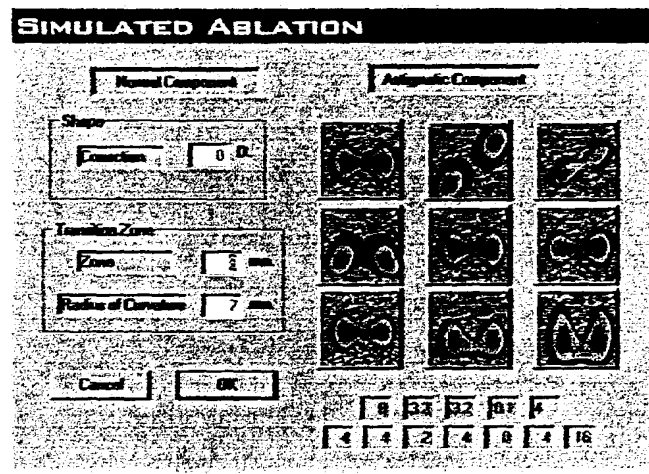 SIMULATED ABLATION
Normal Component
Astigmatic Component
Shape
Correction 0 D.
Transition Zone
Zone 2 mm
Radius of Curvature 7 mm
Cancel OK
4 4 2 4 0 4 16